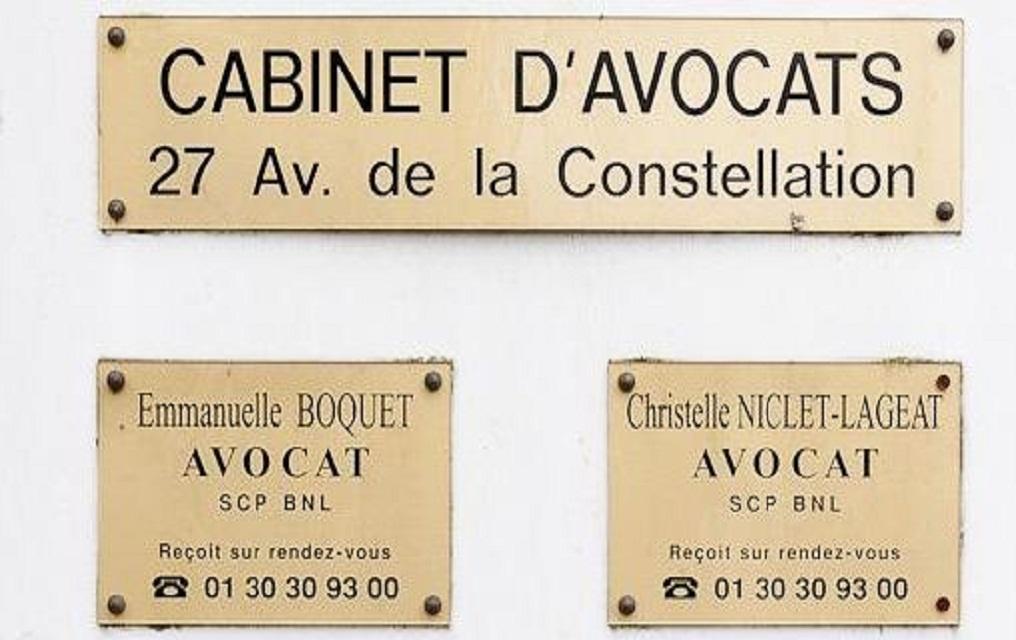 CABINET D'AVOCATS
27 Av. de la Constellation
Emmanuelle BOQUET
AVOCAT
SCP BNL
Reçoit sur rendez-vous
☎ 01 30 30 93 00
Christelle NICLET-LAGEAT
AVOCAT
SCP BNL
Reçoit sur rendez-vous
☎ 01 30 30 93 00